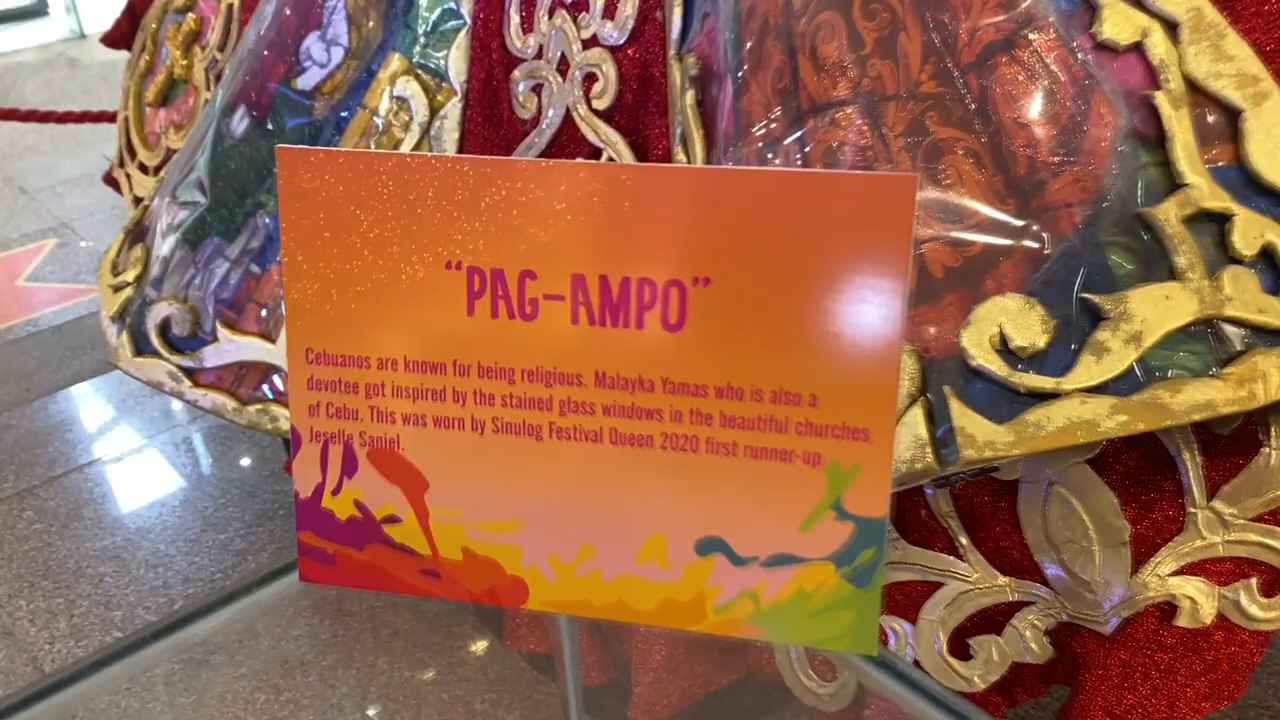 “PAG-AMPO”
Cebuanos are known for being religious. Malayka Yamas who is also a
devotee got inspired by the stained glass windows in the beautiful churches
of Cebu. This was worn by Sinulog Festival Queen 2020 first runner-up
Jeselle Saniel.